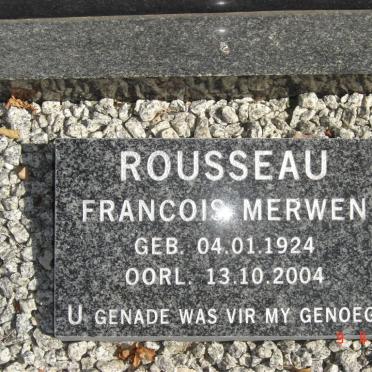 ROUSSEAU
FRANCOIS MERWEN
GEB. 04.01.1924
OORL. 13.10.2004
U GENADE WAS VIR MY GENOEG